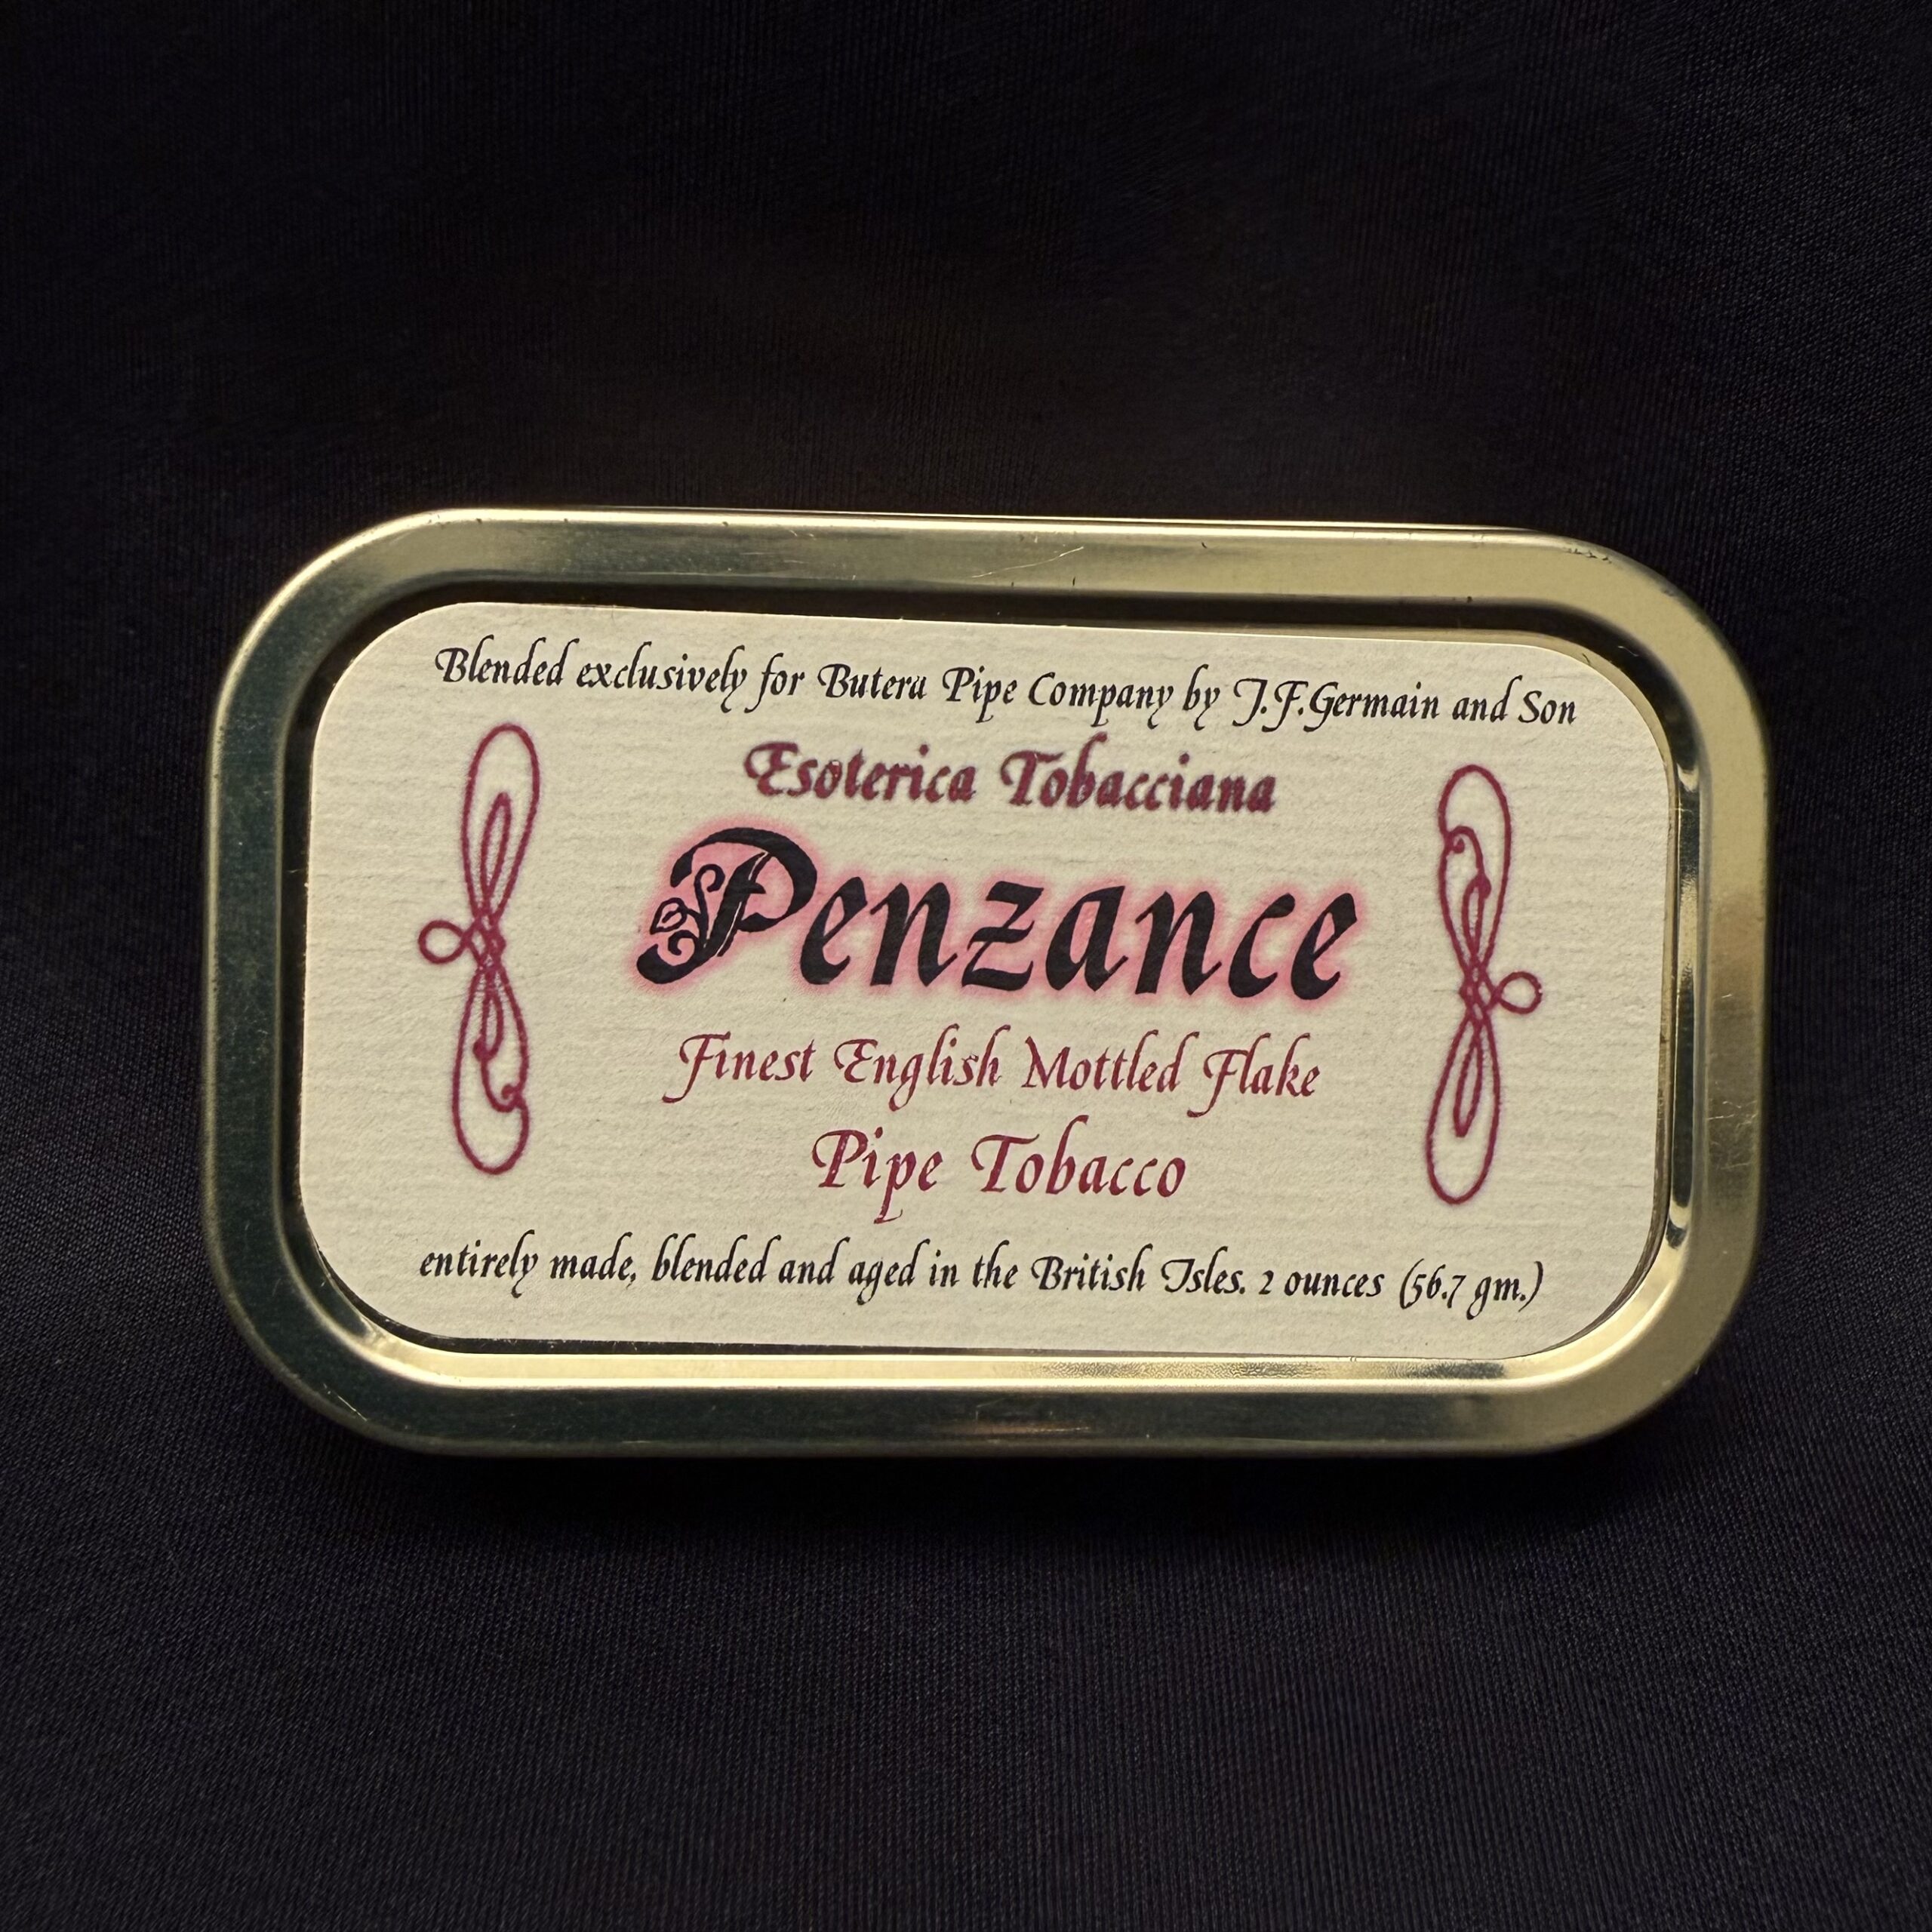 Blended exclusively for Butera Pipe Company by J.F.Germain and Son
Esoterica Tobacciana
Penzance
Finest English Mottled Flake
Pipe Tobacco
entirely made, blended and aged in the British Isles. 2 ounces (56.7 gm.)